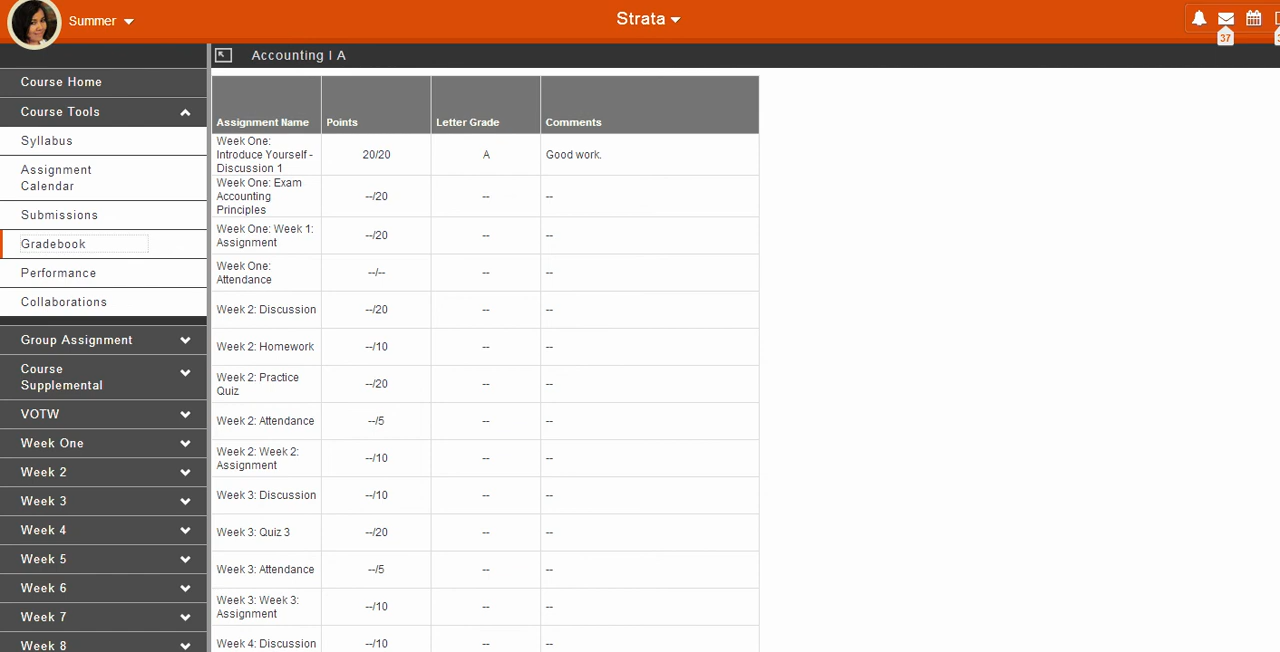 Summer
Strata
37
Accounting I A
Course Home
Course Tools
Syllabus
Assignment
Calendar
Submissions
Gradebook
Performance
Collaborations
Group Assignment
Course
Supplemental
VOTW
Week One
Week 2
Week 3
Week 4
Week 5
Week 6
Week 7
Week 8
Assignment Name Points Letter Grade Comments
Week One:
Introduce Yourself -
Discussion 1
20/20 A Good work.
Week One: Exam
Accounting
Principles
--/20 -- --
Week One: Week 1:
Assignment
--/20 -- --
Week One:
Attendance
--/-- -- --
Week 2: Discussion --/20 -- --
Week 2: Homework --/10 -- --
Week 2: Practice
Quiz
--/20 -- --
Week 2: Attendance --/5 -- --
Week 2: Week 2:
Assignment
--/10 -- --
Week 3: Discussion --/10 -- --
Week 3: Quiz 3 --/20 -- --
Week 3: Attendance --/5 -- --
Week 3: Week 3:
Assignment
--/10 -- --
Week 4: Discussion --/10 -- --